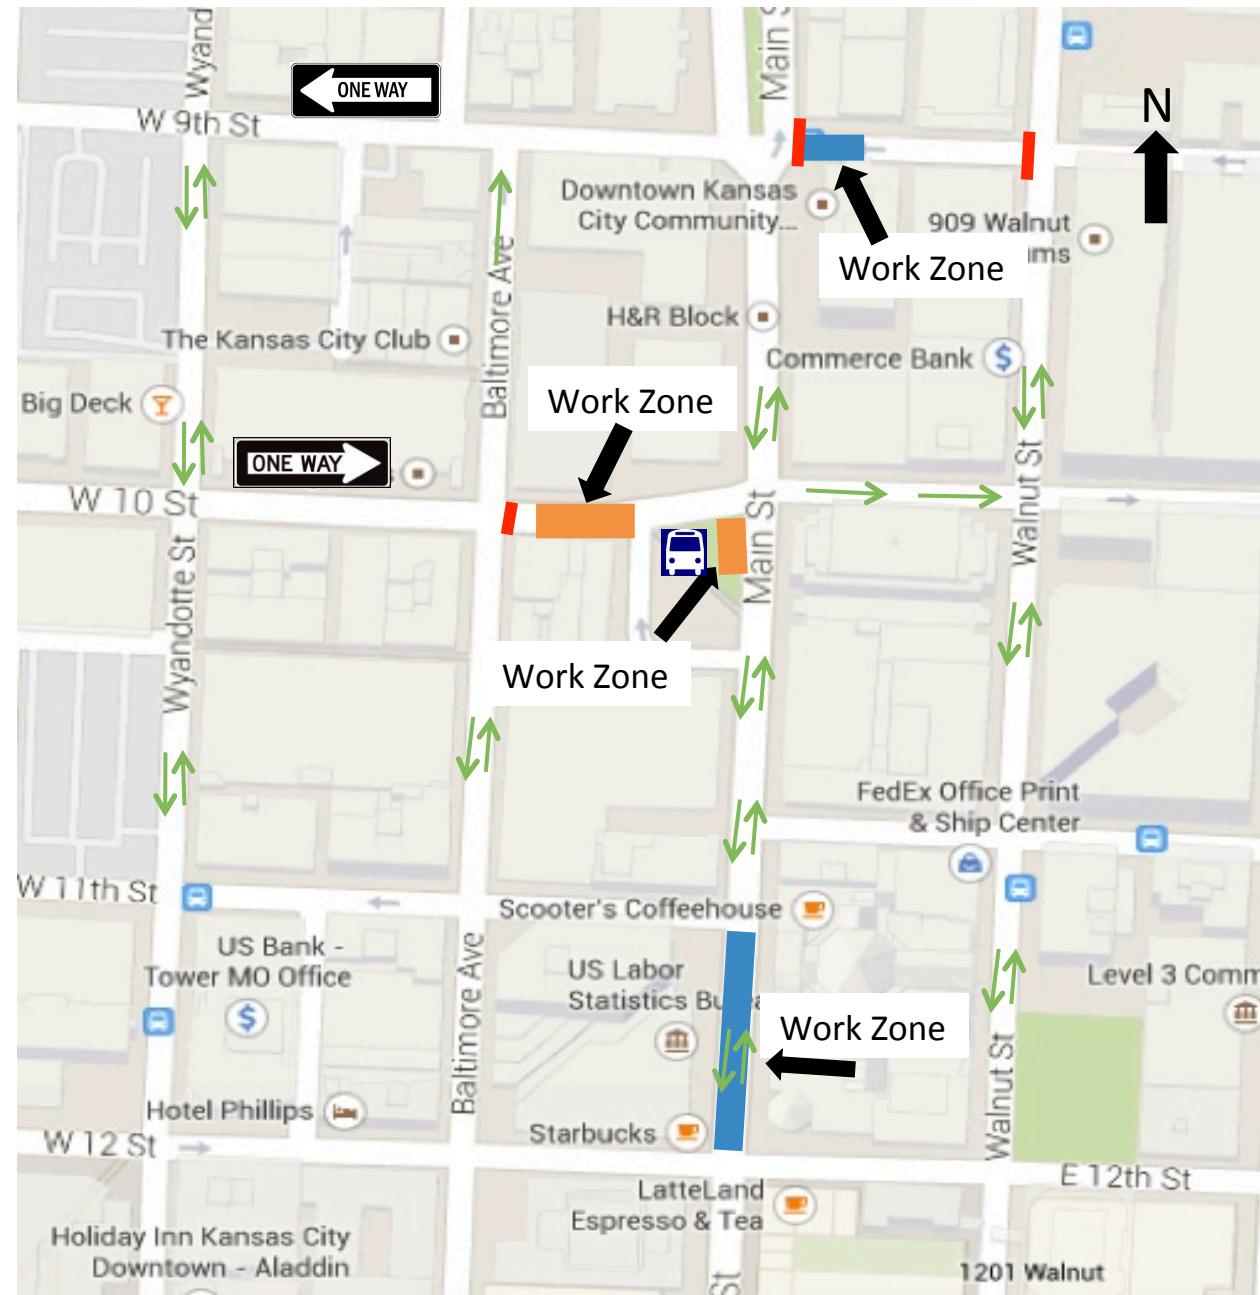 Wyand
Main S
ONE WAY
N
W 9th St
Downtown Kansas
City Community...
909 Walnut
ums
Work Zone
Baltimore Ave
H&R Block
The Kansas City Club
Commerce Bank
Big Deck
Work Zone
ONE WAY
s
W 10 St
Main St
Walnut St
Wyandotte St
Work Zone
FedEx Office Print
& Ship Center
W 11th St
Scooter's Coffeehouse
US Bank -
Tower MO Office
US Labor
Statistics Burea
Level 3 Comm
Work Zone
Baltimore Ave
Walnut St
Hotel Phillips
Starbucks
W 12 St
E 12th St
LatteLand
Espresso & Tea
Holiday Inn Kansas City
Downtown - Aladdin
1201 Walnut
St